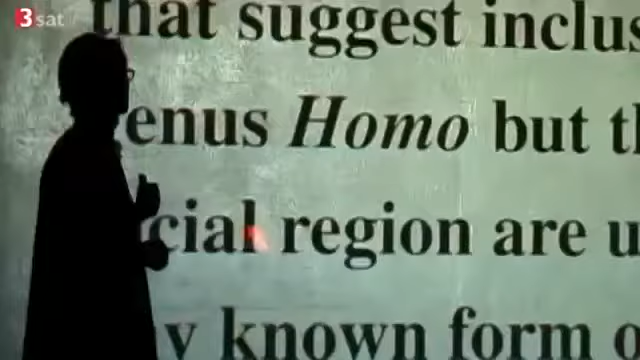 3sat
that suggest inclus
enus Homo but th
cial region are u
y known form o